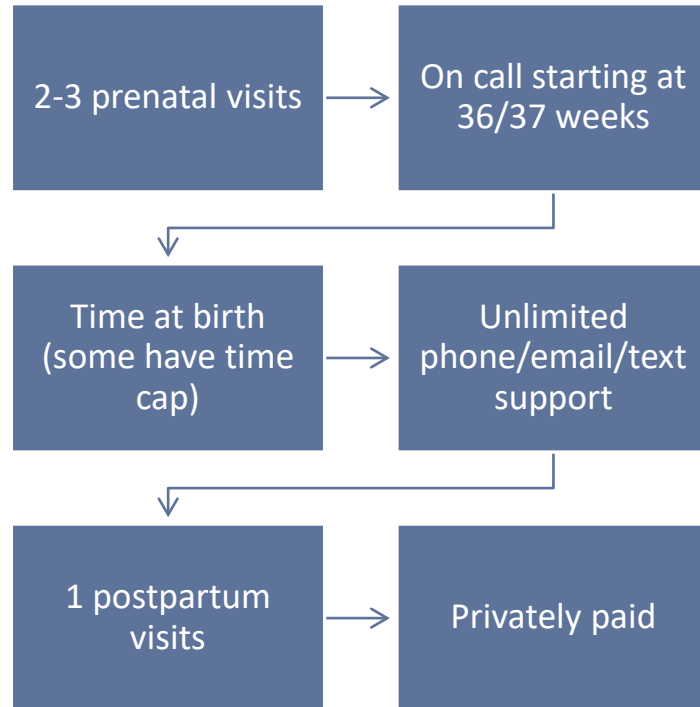 2-3 prenatal visits
On call starting at
36/37 weeks
Time at birth
(some have time
cap)
Unlimited
phone/email/text
support
1 postpartum
visits
Privately paid